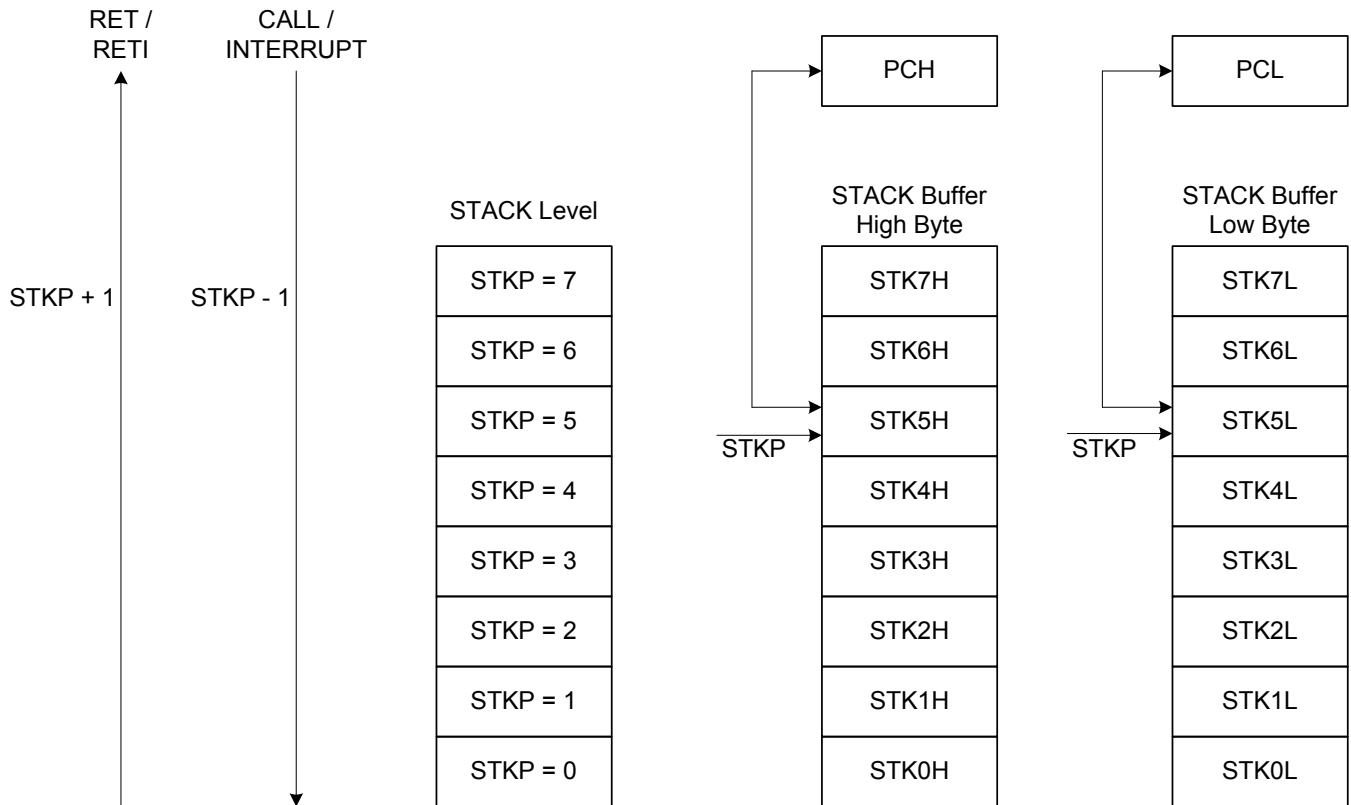 RET /
RETI
CALL /
INTERRUPT
PCH
PCL
STKP + 1
STKP - 1
STACK Level
STKP = 7
STKP = 6
STKP = 5
STKP = 4
STKP = 3
STKP = 2
STKP = 1
STKP = 0
STACK Buffer
High Byte
STK7H
STK6H
STK5H
STK4H
STK3H
STK2H
STK1H
STK0H
STKP
STACK Buffer
Low Byte
STK7L
STK6L
STK5L
STK4L
STK3L
STK2L
STK1L
STK0L
STKP